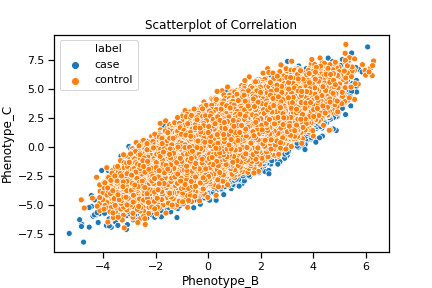 Scatterplot of Correlation
label
case
control
Phenotype_C
7.5
5.0
2.5
0.0
−2.5
−5.0
−7.5
−4
−2
0
2
4
6
Phenotype_B